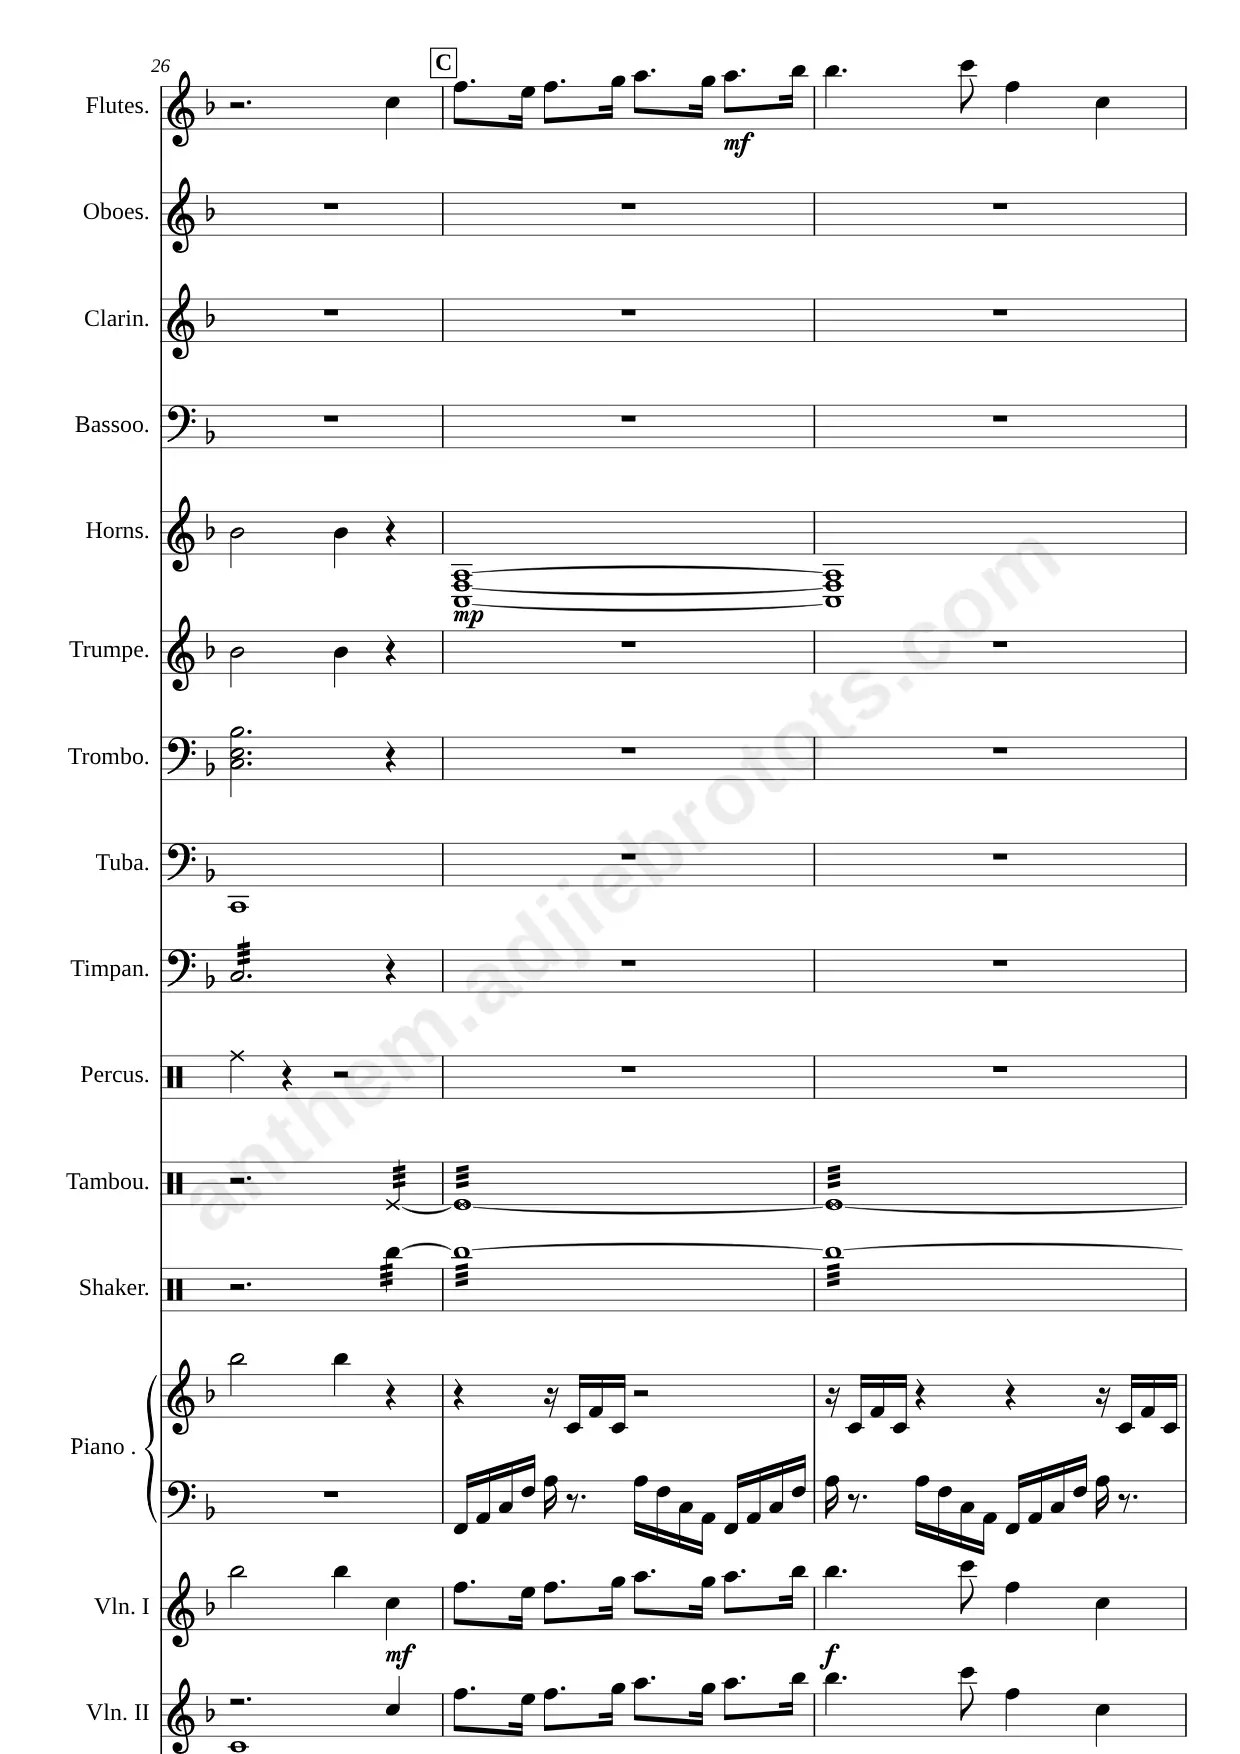 26
C
Flutes.
mf
Oboes.
Clarin.
Bassoo.
Horns.
mp
Trumpe.
Trombo.
Tuba.
Timpan.
Percus.
Tambou.
Shaker.
Piano .
Vln. I
mf
f
Vln. II
anthem.adjiebrotots.com